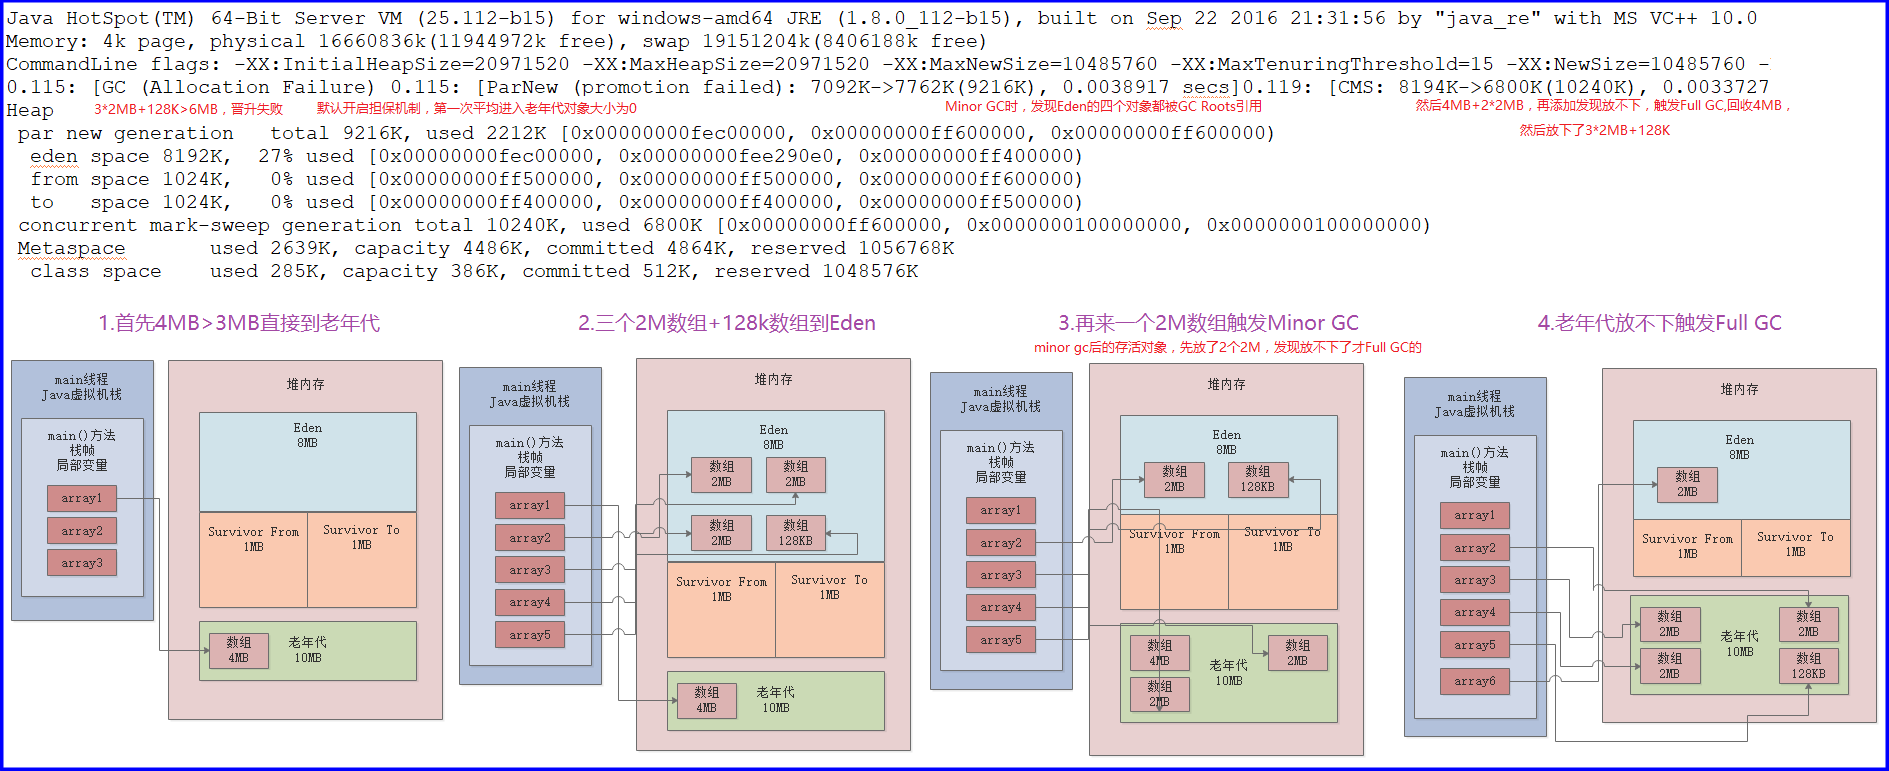 Java HotSpot(TM) 64-Bit Server VM (25.112-b15) for windows-amd64 JRE (1.8.0_112-b15), built on Sep 22 2016 21:31:56 by "java_re" with MS VC++ 10.0
Memory: 4k page, physical 16660836k(11944972k free), swap 19151204k(8406188k free)
CommandLine flags: -XX:InitialHeapSize=20971520 -XX:MaxHeapSize=20971520 -XX:MaxNewSize=10485760 -XX:MaxTenuringThreshold=15 -XX:NewSize=10485760 -
0.115: [GC (Allocation Failure) 0.115: [ParNew (promotion failed): 7092K->7762K(9216K), 0.0038917 secs]0.119: [CMS: 8194K->6800K(10240K), 0.0033727
Heap
3*2MB+128K>6MB，晋升失败
默认开启担保机制，第一次平均进入老年代对象大小为0
Minor GC时，发现Eden的四个对象都被GC Roots引用
然后4MB+2*2MB，再添加发现放不下，触发Full GC,回收4MB，
然后放下了3*2MB+128K
par new generation   total 9216K, used 2212K [0x00000000fec00000, 0x00000000ff600000, 0x00000000ff600000)
eden space 8192K,  27% used [0x00000000fec00000, 0x00000000fee290e0, 0x00000000ff400000)
from space 1024K,   0% used [0x00000000ff500000, 0x00000000ff500000, 0x00000000ff600000)
to   space 1024K,   0% used [0x00000000ff400000, 0x00000000ff400000, 0x00000000ff500000)
concurrent mark-sweep generation total 10240K, used 6800K [0x00000000ff600000, 0x0000000100000000, 0x0000000100000000)
Metaspace       used 2639K, capacity 4486K, committed 4864K, reserved 1056768K
class space    used 285K, capacity 386K, committed 512K, reserved 1048576K
1.首先4MB>3MB直接到老年代
main线程
Java虚拟机栈
main()方法
栈帧
局部变量
array1
array2
array3
堆内存
Eden
8MB
Survivor From
1MB
Survivor To
1MB
数组
4MB
老年代
10MB
2.三个2M数组+128k数组到Eden
main线程
Java虚拟机栈
main()方法
栈帧
局部变量
array1
array2
array3
array4
array5
堆内存
Eden
8MB
数组
2MB
数组
2MB
数组
2MB
数组
128KB
Survivor From
1MB
Survivor To
1MB
数组
4MB
老年代
10MB
3.再来一个2M数组触发Minor GC
minor gc后的存活对象，先放了2个2M，发现放不下了才Full GC的
main线程
Java虚拟机栈
main()方法
栈帧
局部变量
array1
array2
array3
array4
array5
堆内存
Eden
8MB
数组
2MB
数组
128KB
Survivor From
1MB
Survivor To
1MB
数组
4MB
数组
2MB
老年代
10MB
数组
2MB
4.老年代放不下触发Full GC
main线程
Java虚拟机栈
main()方法
栈帧
局部变量
array1
array2
array3
array4
array5
array6
堆内存
Eden
8MB
数组
2MB
Survivor From
1MB
Survivor To
1MB
数组
2MB
数组
2MB
老年代
10MB
数组
2MB
数组
128KB